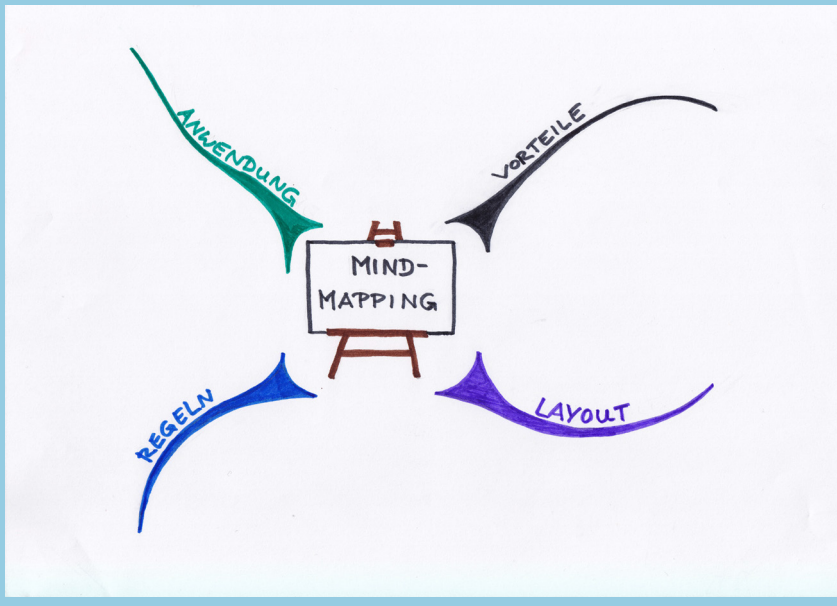 ANWENDUNG
VORTEILE
MIND-
MAPPING
REGELN
LAYOUT